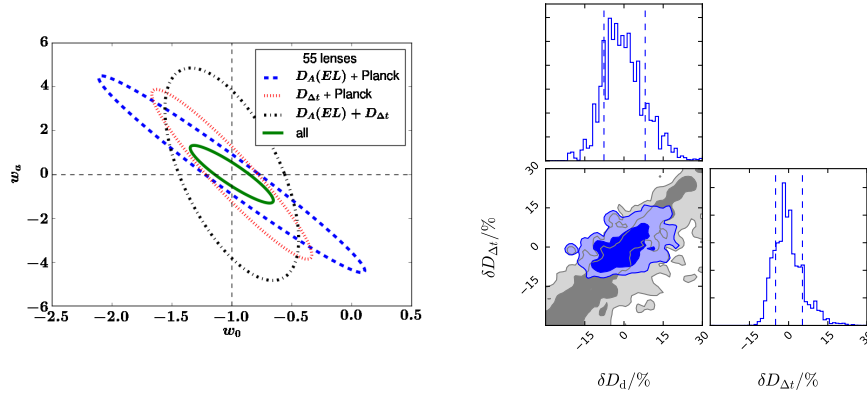 55 lenses
D_A(EL) + Planck
D_Δt + Planck
D_A(EL) + D_Δt
all
w_a
6
4
2
0
−2
−4
−6
−2.5 −2.0 −1.5 −1.0 −0.5 0.0 0.5
w_0
30
15
0
−15
δD_Δt/%
−15 0 15 30
−15 0 15 30
δD_d/%
δD_Δt/%